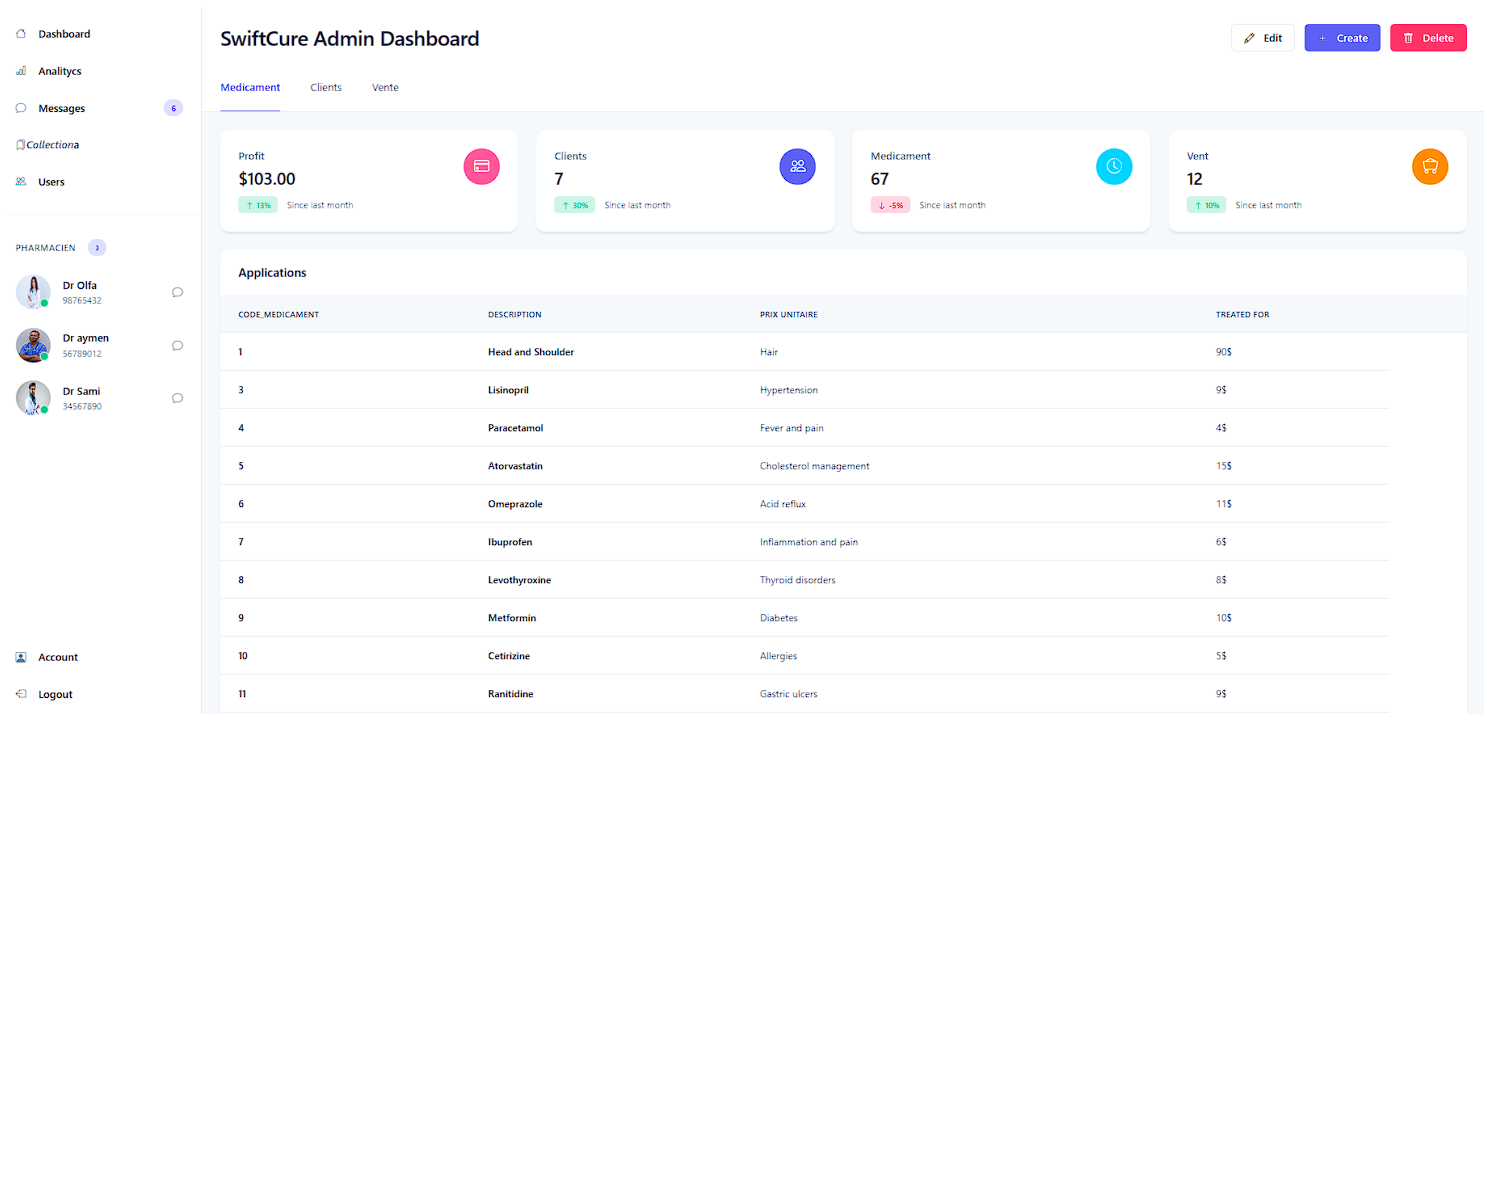 Dashboard
Analitycs
Messages 6
Collectiona
Users
PHARMACIEN 3
Dr Olfa
98765432
Dr aymen
56789012
Dr Sami
34567890
Account
Logout
SwiftCure Admin Dashboard
Edit
+ Create
Delete
Medicament Clients Vente
Profit
$103.00
↑ 13% Since last month
Clients
7
↑ 30% Since last month
Medicament
67
↓ -5% Since last month
Vent
12
↑ 10% Since last month
Applications
CODE_MEDICAMENT DESCRIPTION PRIX UNITAIRE TREATED FOR
1 Head and Shoulder Hair 90$
3 Lisinopril Hypertension 9$
4 Paracetamol Fever and pain 4$
5 Atorvastatin Cholesterol management 15$
6 Omeprazole Acid reflux 11$
7 Ibuprofen Inflammation and pain 6$
8 Levothyroxine Thyroid disorders 8$
9 Metformin Diabetes 10$
10 Cetirizine Allergies 5$
11 Ranitidine Gastric ulcers 9$